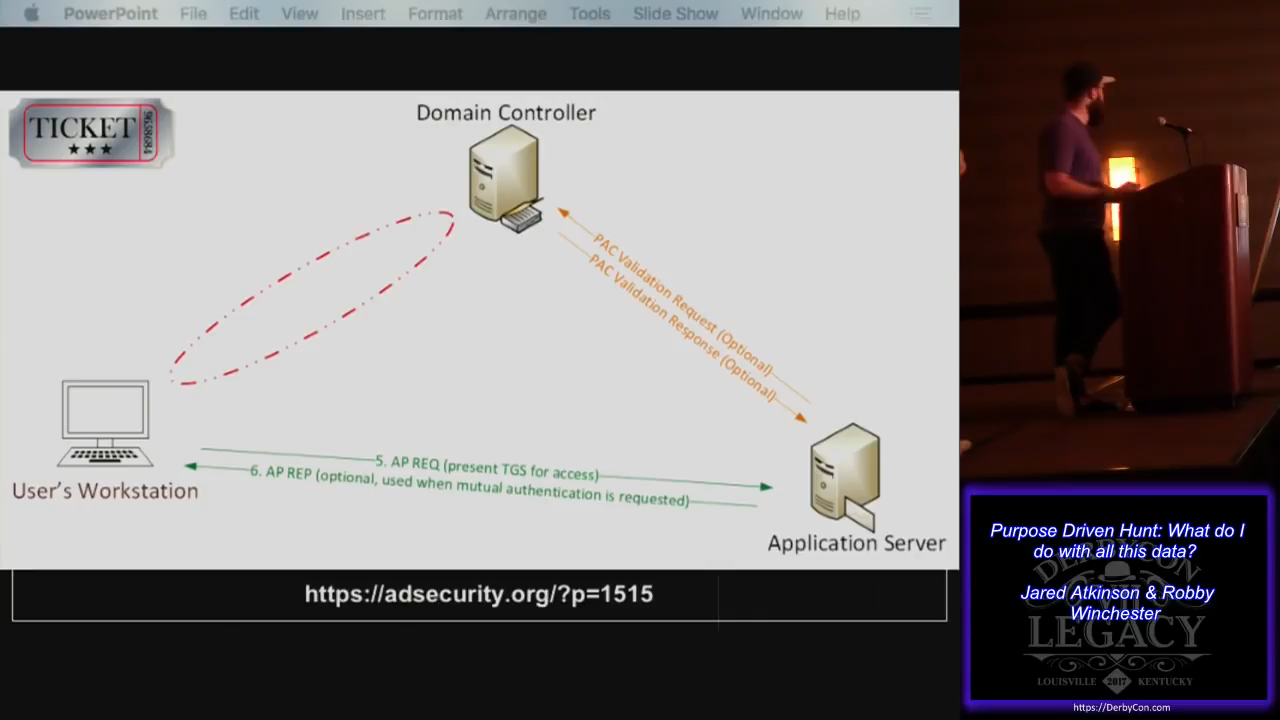 PowerPoint File Edit View Insert Format Arrange Tools Slide Show Window Help
TICKET
9638684
Domain Controller
PAC Validation Request (Optional)
PAC Validation Response (Optional)
5. AP REQ (present TGS for access)
6. AP REP (optional, used when mutual authentication is requested)
User's Workstation
Application Server
https://adsecurity.org/?p=1515
Purpose Driven Hunt: What do I
do with all this data?
Jared Atkinson & Robby
Winchester
DERBYCON
VII
LEGACY
LOUISVILLE 2017 KENTUCKY
https://DerbyCon.com